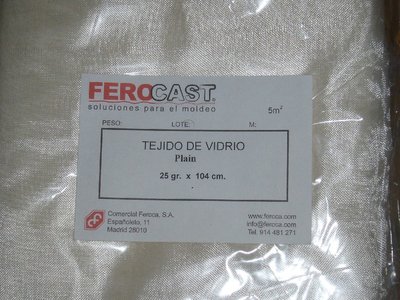 FEROCAST®
soluciones para el moldeo
5m²
PESO: LOTE: M:
TEJIDO DE VIDRIO
Plain
25 gr. x 104 cm.
Comercial Feroca, S.A.
Españoleto, 11
Madrid 28010
www.feroca.com
info@feroca.com
Tel. 914 481 271